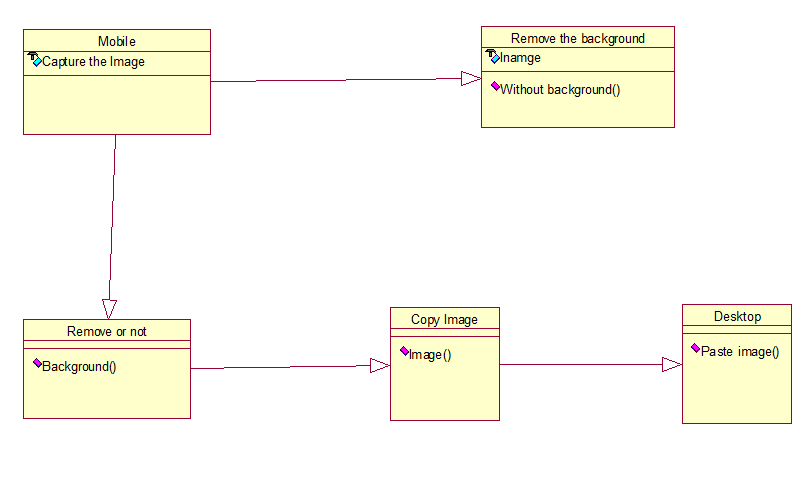 Mobile
Capture the Image
Remove the background
Inamge
Without background()
Remove or not
Background()
Copy Image
Image()
Desktop
Paste image()